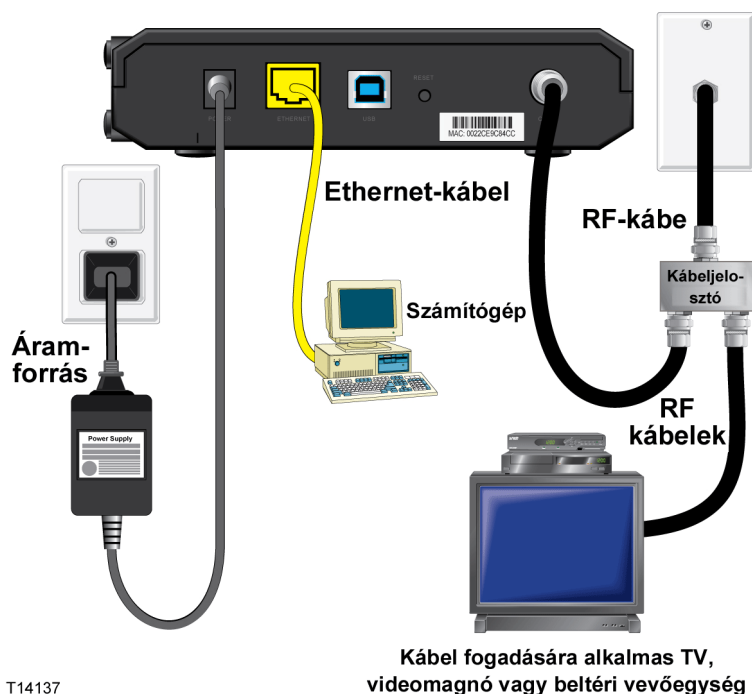 RESET
POWER
ETHERNET
USB
MAC: 0022CE9C84CC
Ethernet-kábel
RF-kábe
Kábeljelo-
sztó
Számítógép
Áram-
forrás
RF
kábelek
Power Supply
Kábel fogadására alkalmas TV,
videomagnó vagy beltéri vevőegység
T14137